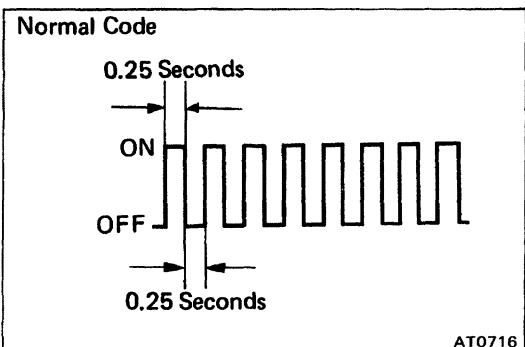 Normal Code
0.25 Seconds
ON
OFF
0.25 Seconds
AT0716